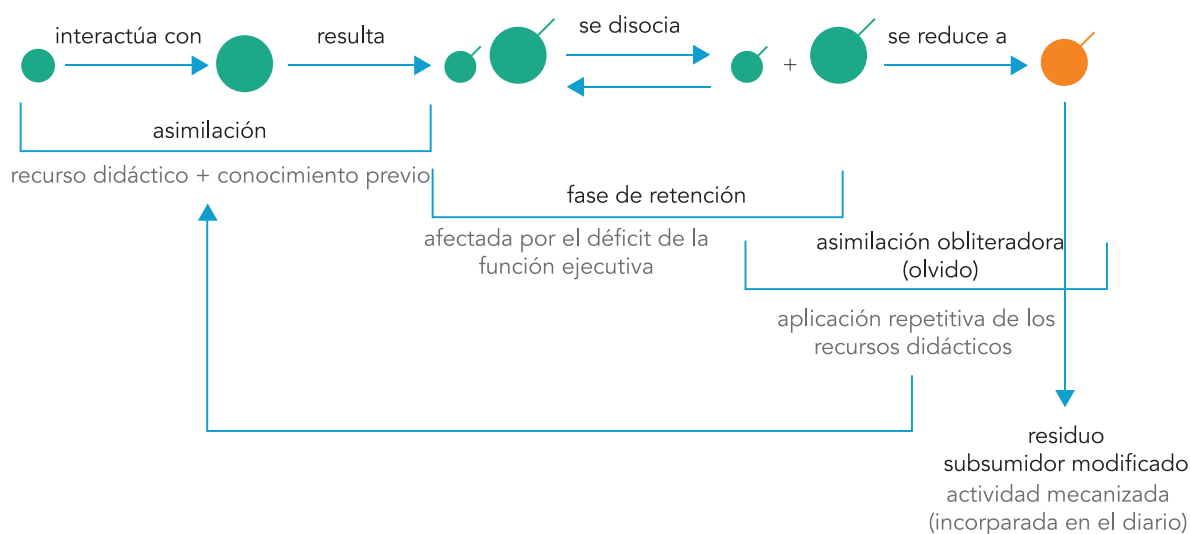 interactúa con
resulta
se disocia
+
se reduce a
asimilación
recurso didáctico + conocimiento previo
fase de retención
afectada por el déficit de la
función ejecutiva
asimilación obliteradora
(olvido)
aplicación repetitiva de los
recursos didácticos
residuo
subsumidor modificado
actividad mecanizada
(incorparada en el diario)